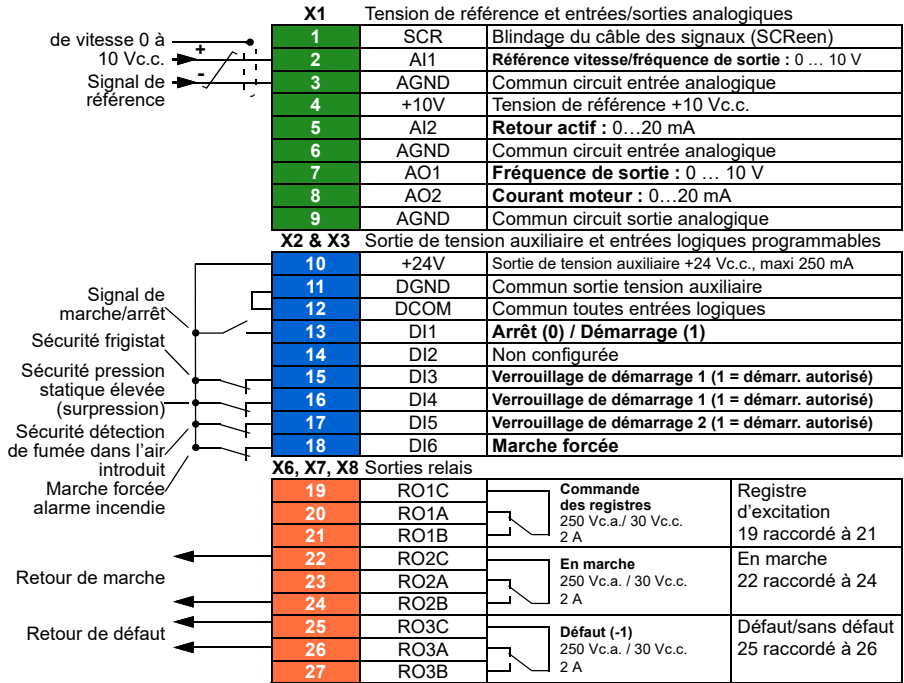 X1 Tension de référence et entrées/sorties analogiques
de vitesse 0 à
10 Vc.c.
+
-
Signal de
référence
1 SCR Blindage du câble des signaux (SCReen)
2 AI1 Référence vitesse/fréquence de sortie : 0 … 10 V
3 AGND Commun circuit entrée analogique
4 +10V Tension de référence +10 Vc.c.
5 AI2 Retour actif : 0…20 mA
6 AGND Commun circuit entrée analogique
7 AO1 Fréquence de sortie : 0 … 10 V
8 AO2 Courant moteur : 0…20 mA
9 AGND Commun circuit sortie analogique
X2 & X3 Sortie de tension auxiliaire et entrées logiques programmables
10 +24V Sortie de tension auxiliaire +24 Vc.c., maxi 250 mA
11 DGND Commun sortie tension auxiliaire
12 DCOM Commun toutes entrées logiques
13 DI1 Arrêt (0) / Démarrage (1)
14 DI2 Non configurée
15 DI3 Verrouillage de démarrage 1 (1 = démarr. autorisé)
16 DI4 Verrouillage de démarrage 1 (1 = démarr. autorisé)
17 DI5 Verrouillage de démarrage 2 (1 = démarr. autorisé)
18 DI6 Marche forcée
Signal de
marche/arrêt
Sécurité frigistat
Sécurité pression
statique élevée
(surpression)
Sécurité détection
de fumée dans l'air
introduit
Marche forcée
alarme incendie
X6, X7, X8 Sorties relais
19 RO1C
20 RO1A
21 RO1B
Commande
des registres
250 Vc.a./ 30 Vc.c.
2 A
Registre
d'excitation
19 raccordé à 21
Retour de marche
22 RO2C
23 RO2A
24 RO2B
En marche
250 Vc.a. / 30 Vc.c.
2 A
En marche
22 raccordé à 24
Retour de défaut
25 RO3C
26 RO3A
27 RO3B
Défaut (-1)
250 Vc.a. / 30 Vc.c.
2 A
Défaut/sans défaut
25 raccordé à 26